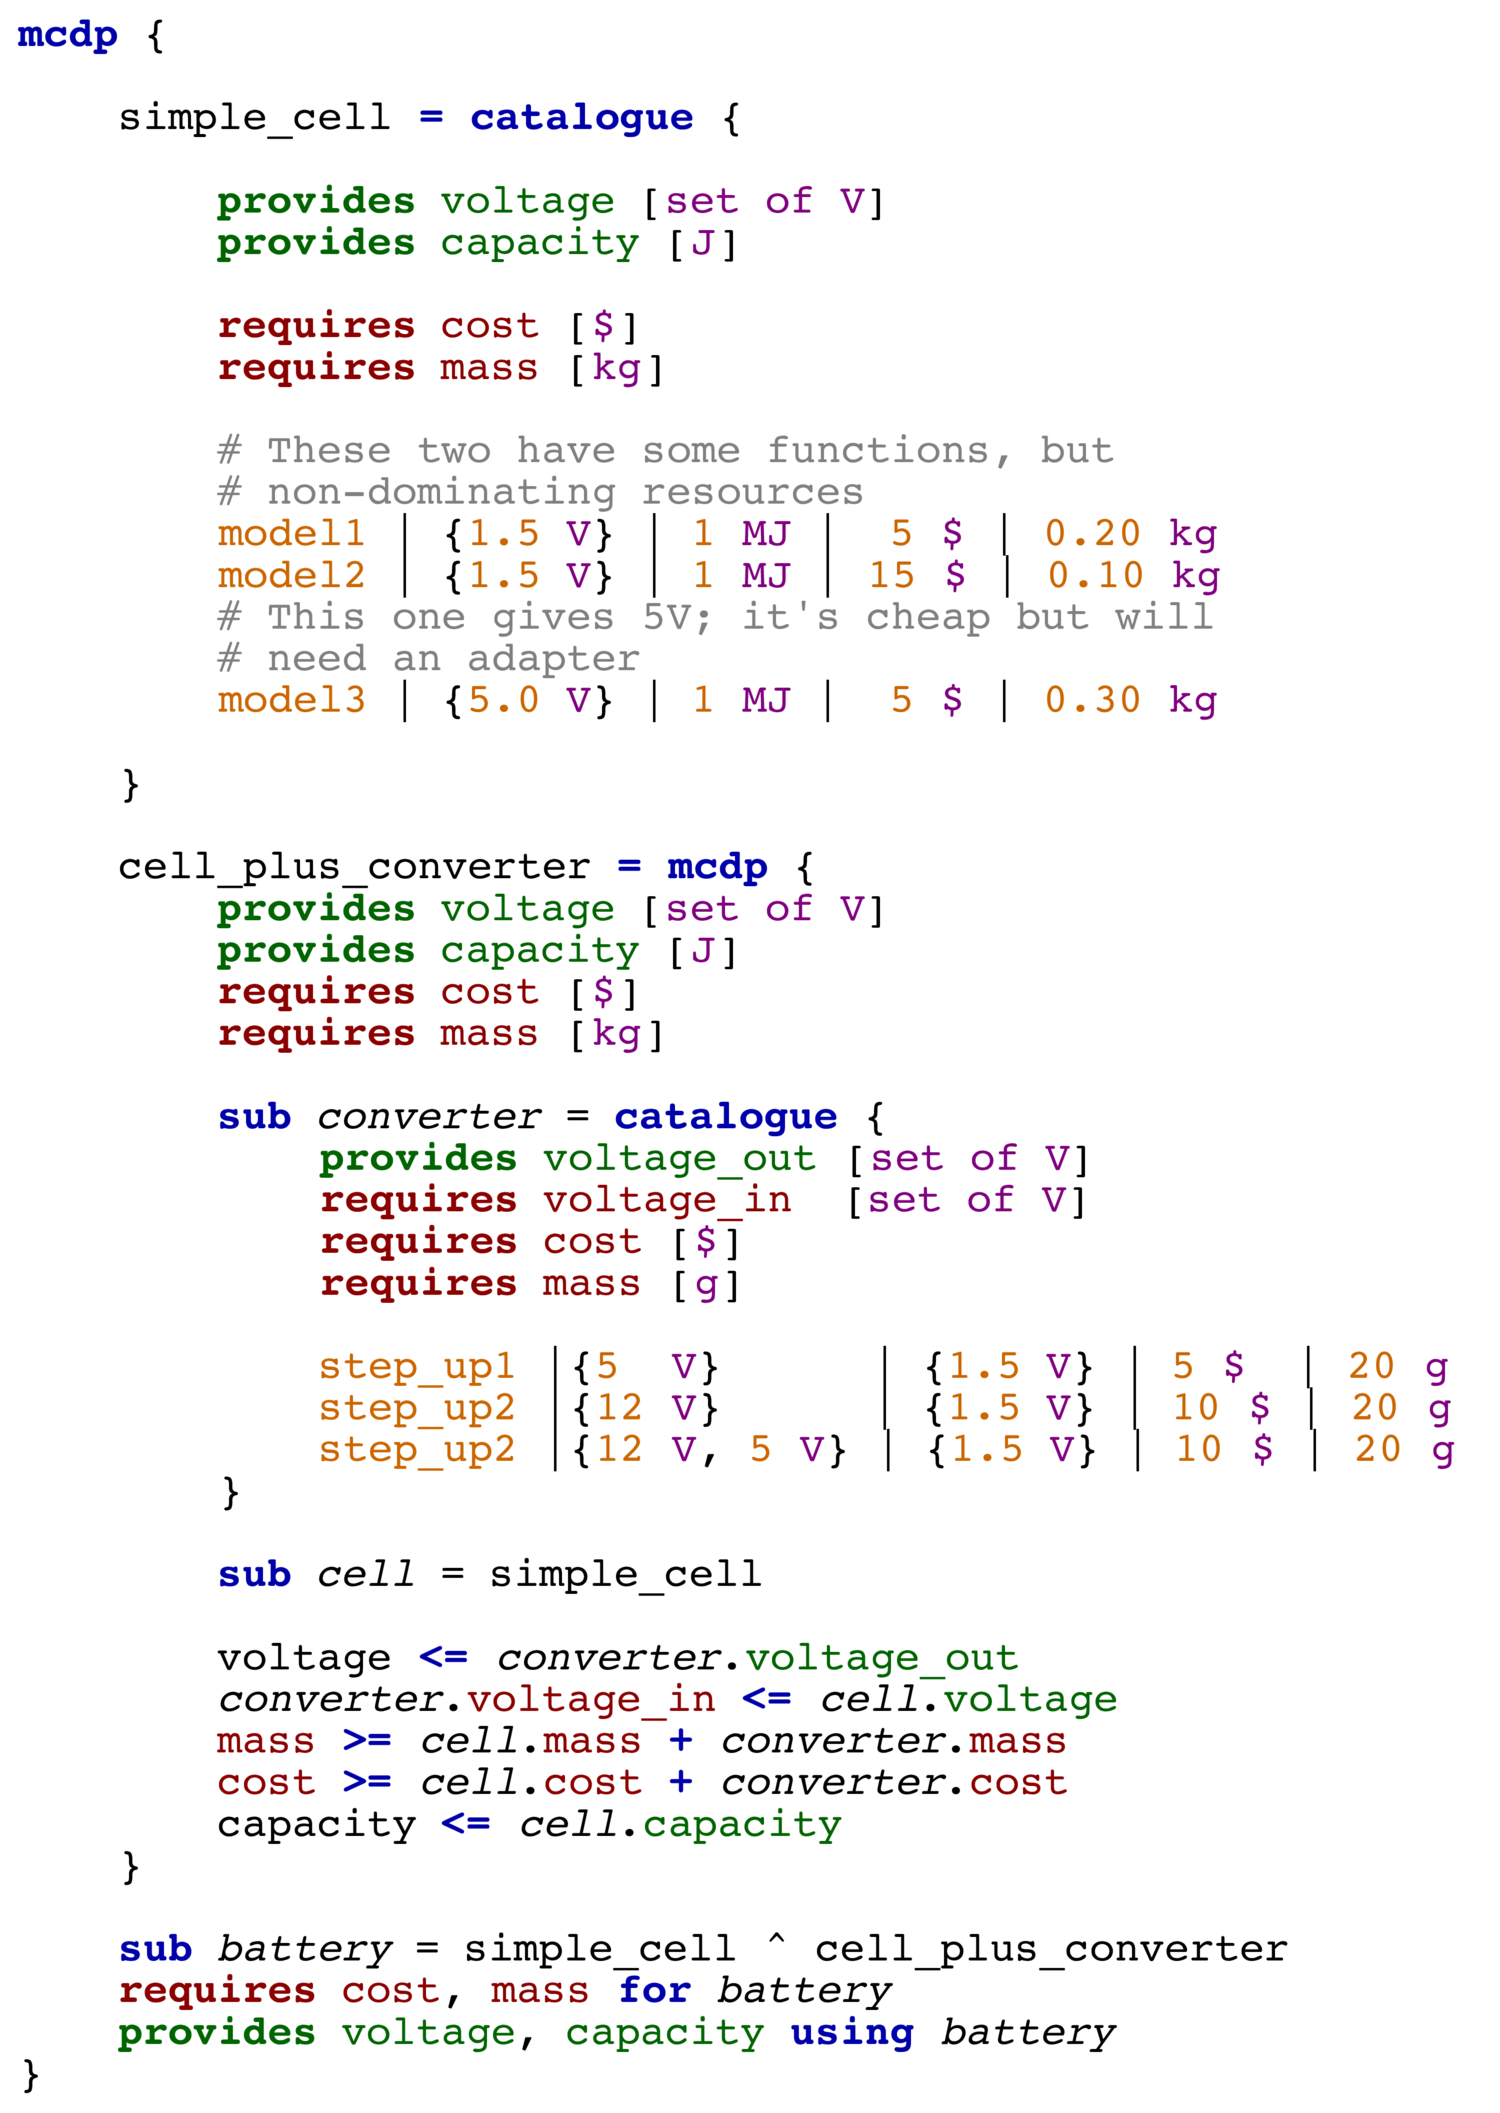 mcdp {
simple_cell = catalogue {
provides voltage [set of V]
provides capacity [J]
requires cost [$]
requires mass [kg]
# These two have some functions, but
# non-dominating resources
model1 | {1.5 V} | 1 MJ | 5 $ | 0.20 kg
model2 | {1.5 V} | 1 MJ | 15 $ | 0.10 kg
# This one gives 5V; it's cheap but will
# need an adapter
model3 | {5.0 V} | 1 MJ | 5 $ | 0.30 kg
}
cell_plus_converter = mcdp {
provides voltage [set of V]
provides capacity [J]
requires cost [$]
requires mass [kg]
sub converter = catalogue {
provides voltage_out [set of V]
requires voltage_in [set of V]
requires cost [$]
requires mass [g]
step_up1 |{5 V} | {1.5 V} | 5 $ | 20 g
step_up2 |{12 V} | {1.5 V} | 10 $ | 20 g
step_up2 |{12 V, 5 V} | {1.5 V} | 10 $ | 20 g
}
sub cell = simple_cell
voltage <= converter.voltage_out
converter.voltage_in <= cell.voltage
mass >= cell.mass + converter.mass
cost >= cell.cost + converter.cost
capacity <= cell.capacity
}
sub battery = simple_cell ^ cell_plus_converter
requires cost, mass for battery
provides voltage, capacity using battery
}